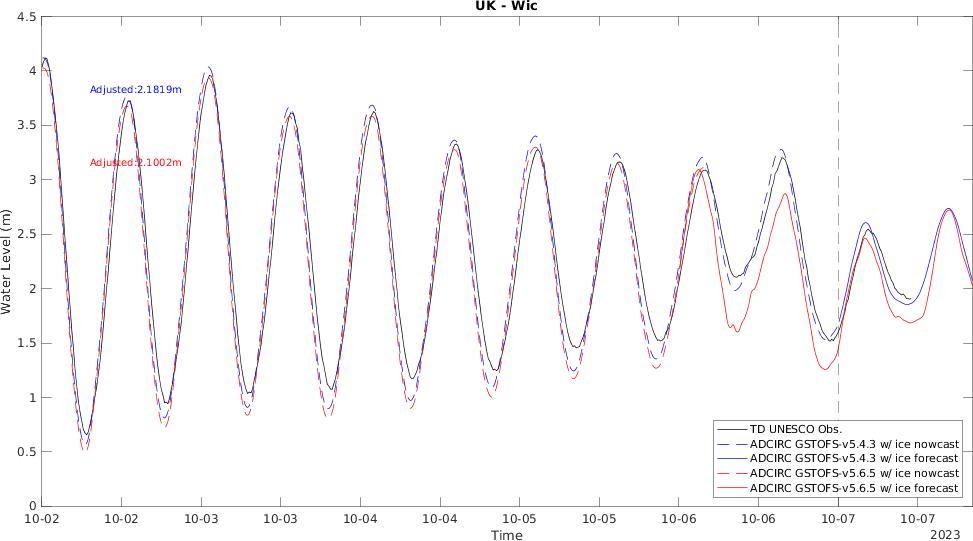 UK - Wic
4.5
4
3.5
3
2.5
2
1.5
1
0.5
0
Water Level (m)
Adjusted:2.1819m
Adjusted:2.1002m
TD UNESCO Obs.
ADCIRC GSTOFS-v5.4.3 w/ ice nowcast
ADCIRC GSTOFS-v5.4.3 w/ ice forecast
ADCIRC GSTOFS-v5.6.5 w/ ice nowcast
ADCIRC GSTOFS-v5.6.5 w/ ice forecast
10-02 10-02 10-03 10-03 10-04 10-04 10-05 10-05 10-06 10-06 10-07 10-07
Time
2023